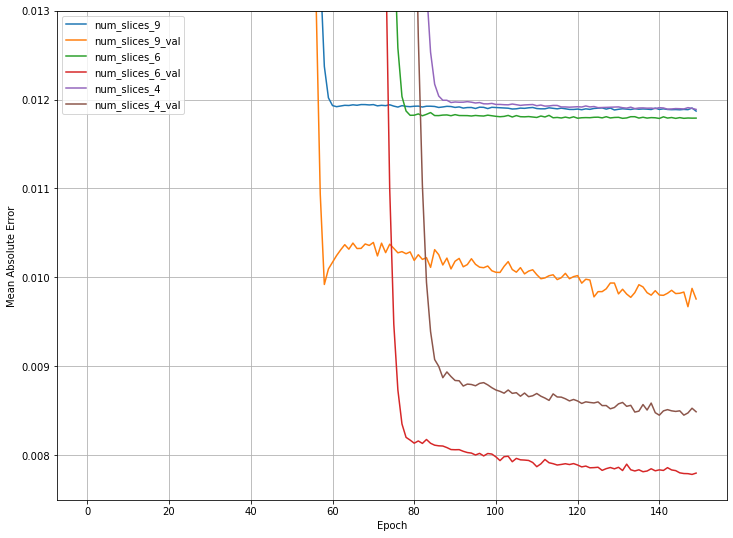 0.013
0.012
0.011
0.010
0.009
0.008
Mean Absolute Error
num_slices_9
num_slices_9_val
num_slices_6
num_slices_6_val
num_slices_4
num_slices_4_val
0 20 40 60 80 100 120 140
Epoch